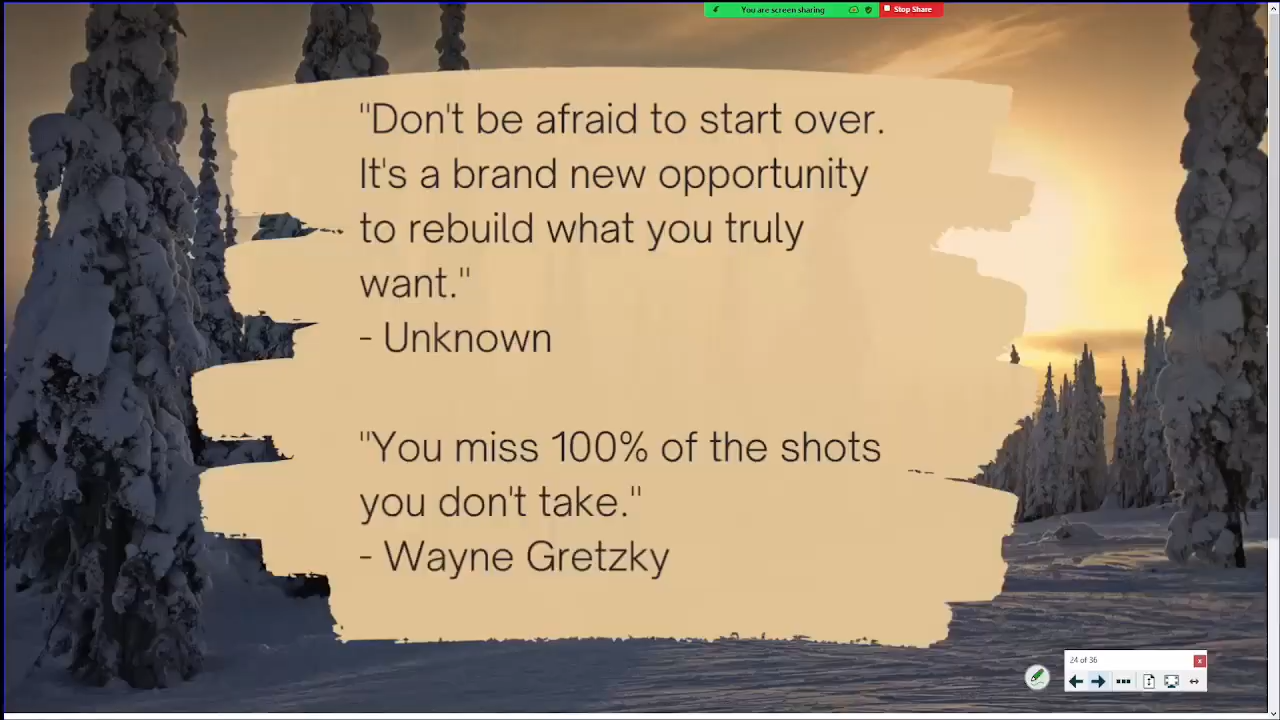 You are screen sharing
Stop Share
"Don't be afraid to start over.
It's a brand new opportunity
to rebuild what you truly
want."
- Unknown
"You miss 100% of the shots
you don't take."
- Wayne Gretzky
24 of 36